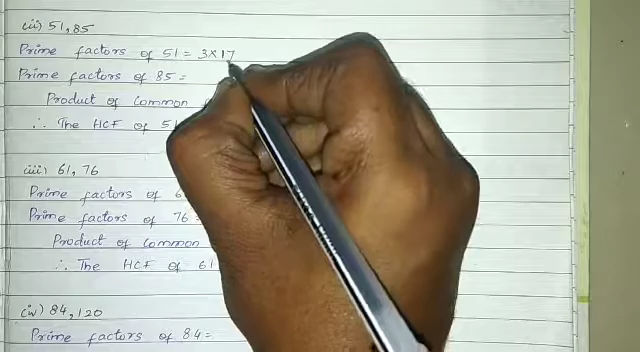 (ii) 51,85
Prime factors of 51 = 3×17
Prime factors of 85 =
Product of Common
∴ The HCF of 51
(iii) 61, 76
Prime factors of 6
Prime factors of 76
Product of Common
∴ The HCF of 61
(iv) 84,120
Prime factors of 84=